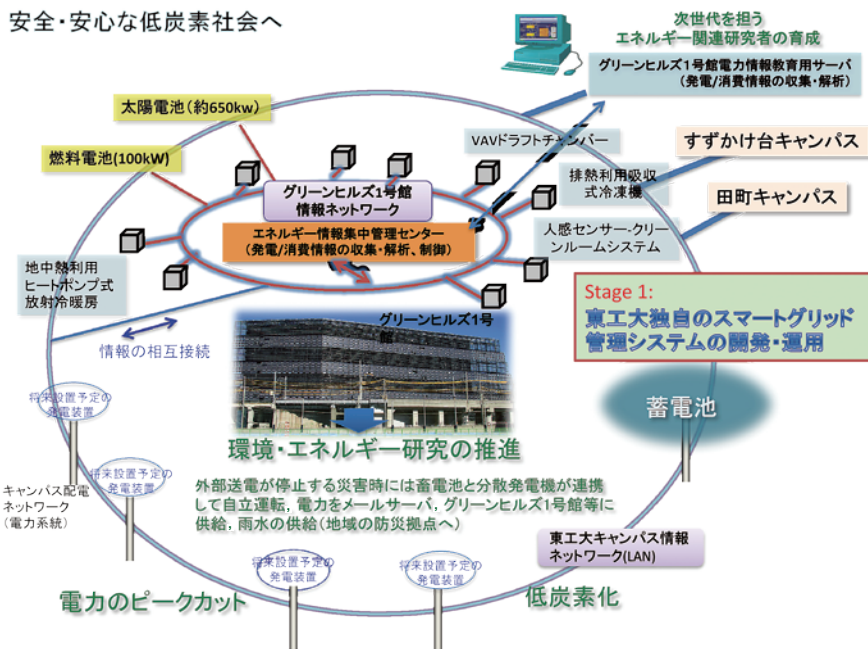 安全・安心な低炭素社会へ
次世代を担う
エネルギー関連研究者の育成
グリーンヒルズ1号館電力情報教育用サーバ
(発電/消費情報の収集・解析)
太陽電池(約650kw)
燃料電池(100kW)
VAVドラフトチャンバー
すずかけ台キャンパス
排熱利用吸収
式冷凍機
田町キャンパス
グリーンヒルズ1号館
情報ネットワーク
エネルギー情報集中管理センター
(発電/消費情報の収集・解析、制御)
人感センサー-クリー
ンルームシステム
地中熱利用
ヒートポンプ式
放射冷暖房
Stage 1:
東工大独自のスマートグリッド
管理システムの開発・運用
グリーンヒルズ1号
館
情報の相互接続
蓄電池
将来設置予定の
発電装置
環境・エネルギー研究の推進
将来設置予定の
発電装置
キャンパス配電
ネットワーク
(電力系統)
外部送電が停止する災害時には畜電池と分散発電機が連携
して自立運転, 電力をメールサーバ, グリーンヒルズ1号館等に
供給, 雨水の供給(地域の防災拠点へ)
東工大キャンパス情報
ネットワーク(LAN)
将来設置予定の
発電装置
将来設置予定の
発電装置
電力のピークカット
低炭素化